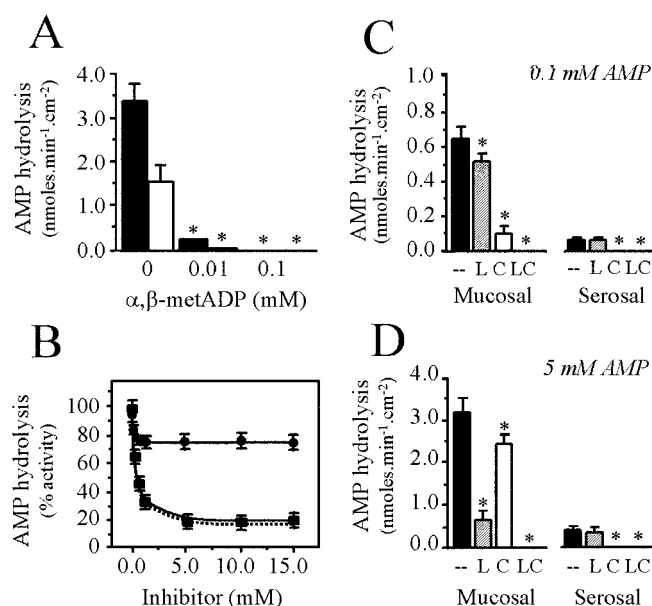 A
AMP hydrolysis
(nmoles.min⁻¹.cm⁻²)
4.0
3.0
2.0
1.0
0.0
* * * *
0 0.01 0.1
α,β-metADP (mM)
B
AMP hydrolysis
(% activity)
100
80
60
40
20
0
0.0 5.0 10.0 15.0
Inhibitor (mM)
C
0.1 mM AMP
AMP hydrolysis
(nmoles.min⁻¹.cm⁻²)
1.0
0.8
0.6
0.4
0.2
0.0
* * * * *
-- L C LC -- L C LC
Mucosal Serosal
D
5 mM AMP
AMP hydrolysis
(nmoles.min⁻¹.cm⁻²)
4.0
3.0
2.0
1.0
0.0
* * * * *
-- L C LC -- L C LC
Mucosal Serosal